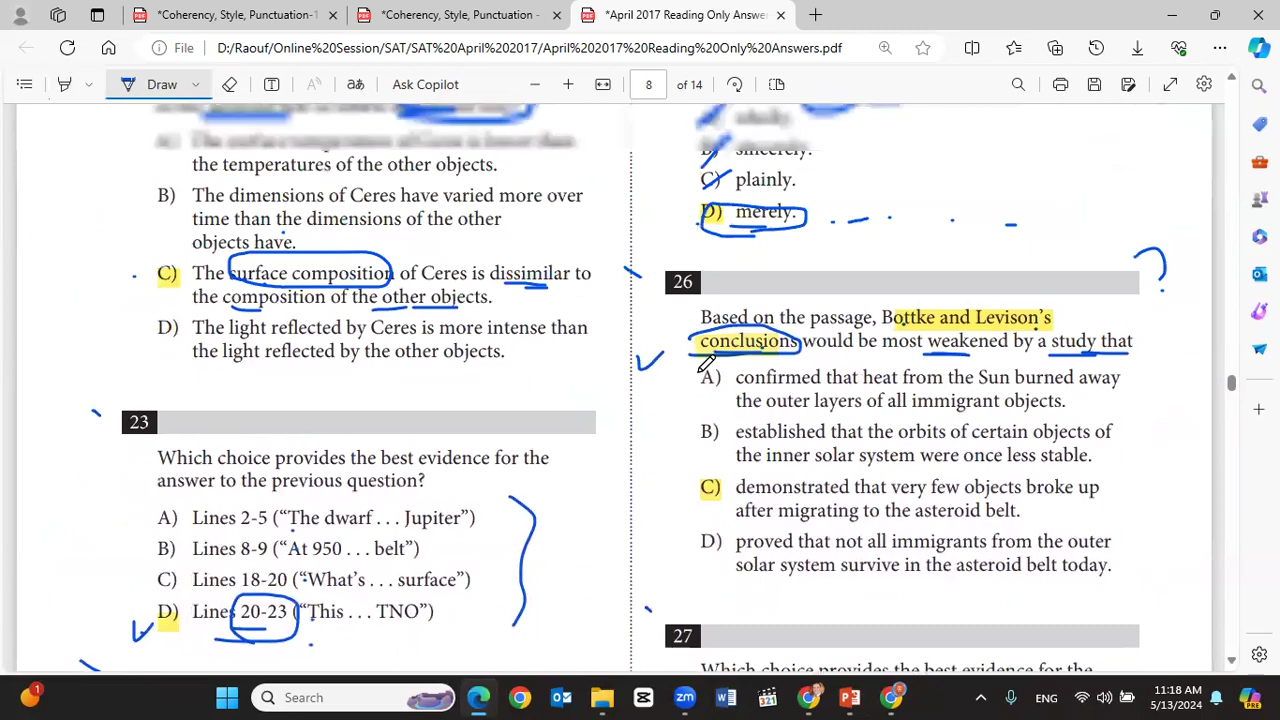 *Coherency, Style, Punctuation-1
*Coherency, Style, Punctuation -
*April 2017 Reading Only Answe
File
D:/Raouf/Online%20Session/SAT/SAT%20April%202017/April%202017%20Reading%20Only%20Answers.pdf
Draw
Ask Copilot
8
of 14
the temperatures of the other objects.
B) The dimensions of Ceres have varied more over
time than the dimensions of the other
objects have.
C) The surface composition of Ceres is dissimilar to
the composition of the other objects.
D) The light reflected by Ceres is more intense than
the light reflected by the other objects.
23
Which choice provides the best evidence for the
answer to the previous question?
A) Lines 2-5 (“The dwarf . . . Jupiter”)
B) Lines 8-9 (“At 950 . . . belt”)
C) Lines 18-20 (“What’s . . . surface”)
D) Lines 20-23 (“This . . . TNO”)
sincerely.
C) plainly.
D) merely.
?
26
Based on the passage, Bottke and Levison’s
conclusions would be most weakened by a study that
A) confirmed that heat from the Sun burned away
the outer layers of all immigrant objects.
B) established that the orbits of certain objects of
the inner solar system were once less stable.
C) demonstrated that very few objects broke up
after migrating to the asteroid belt.
D) proved that not all immigrants from the outer
solar system survive in the asteroid belt today.
27
Which choice provides the best evidence for the
1
Search
ENG
11:18 AM
5/13/2024